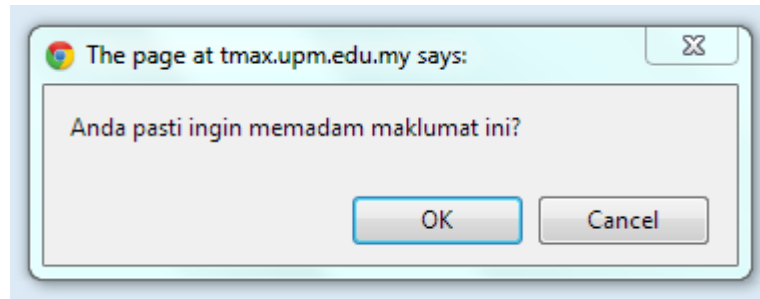 The page at tmax.upm.edu.my says:
Anda pasti ingin memadam maklumat ini?
OK Cancel